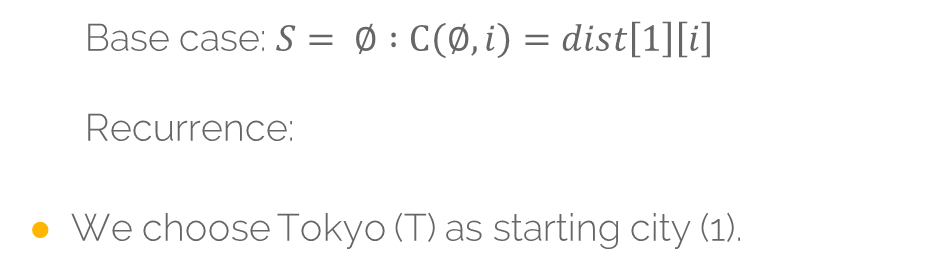 Base case: S = ∅ : C(∅, i) = dist[1][i]
Recurrence:
We choose Tokyo (T) as starting city (1).